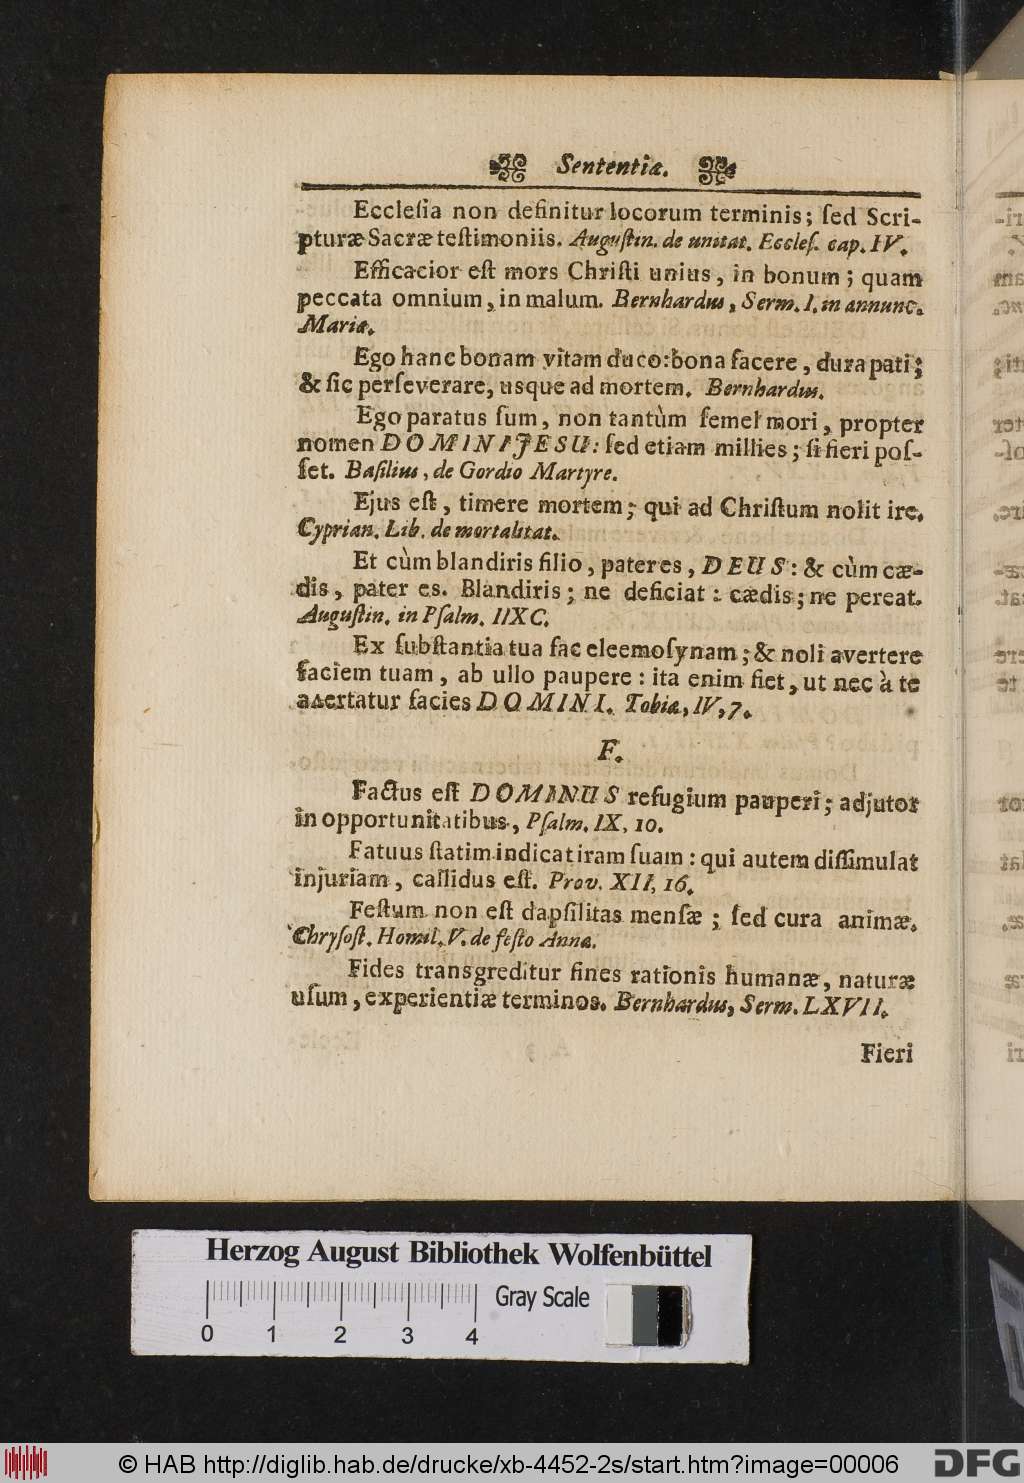 Sententiæ.
Eccleſia non definitur locorum terminis; ſed Scri-
pturæ Sacræ teſtimoniis. Auguſtin. de unitat. Eccleſ. cap. IV.
Efficacior eſt mors Chriſti unius, in bonum; quam
peccata omnium, in malum. Bernhardus, Serm. I. in annunc.
Mariæ.
Ego hanc bonam vitam duco: bona facere, dura pati;
& ſic perſeverare, usque ad mortem. Bernhardus.
Ego paratus ſum, non tantùm ſemel mori, propter
nomen DOMINI JESU: ſed etiam millies; ſi fieri poſ-
ſet. Baſilius, de Gordio Martyre.
Ejus eſt, timere mortem; qui ad Chriſtum nolit ire.
Cyprian. Lib. de mortalitat.
Et cùm blandiris filio, pater es, DEUS: & cùm cæ-
dis, pater es. Blandiris; ne deficiat: cædis; ne pereat.
Auguſtin. in Pſalm. IIXC.
Ex ſubſtantia tua fac eleemoſynam; & noli avertere
faciem tuam, ab ullo paupere: ita enim fiet, ut nec à te
avertatur facies DOMINI. Tobiæ, IV, 7.
F.
Factus eſt DOMINUS refugium pauperi; adjutor
in opportunitatibus, Pſalm. IX, 10.
Fatuus ſtatim indicat iram ſuam: qui autem diſſimulat
injuriam, callidus eſt. Prov. XII, 16.
Feſtum non eſt dapſilitas menſæ; ſed cura animæ.
Chryſoſt. Homil. V. de feſto Annæ.
Fides transgreditur fines rationis humanæ, naturæ
uſum, experientiæ terminos. Bernhardus, Serm. LXVII.
Fieri
Herzog August Bibliothek Wolfenbüttel
Gray Scale
0 1 2 3 4
© HAB http://diglib.hab.de/drucke/xb-4452-2s/start.htm?image=00006
DFG